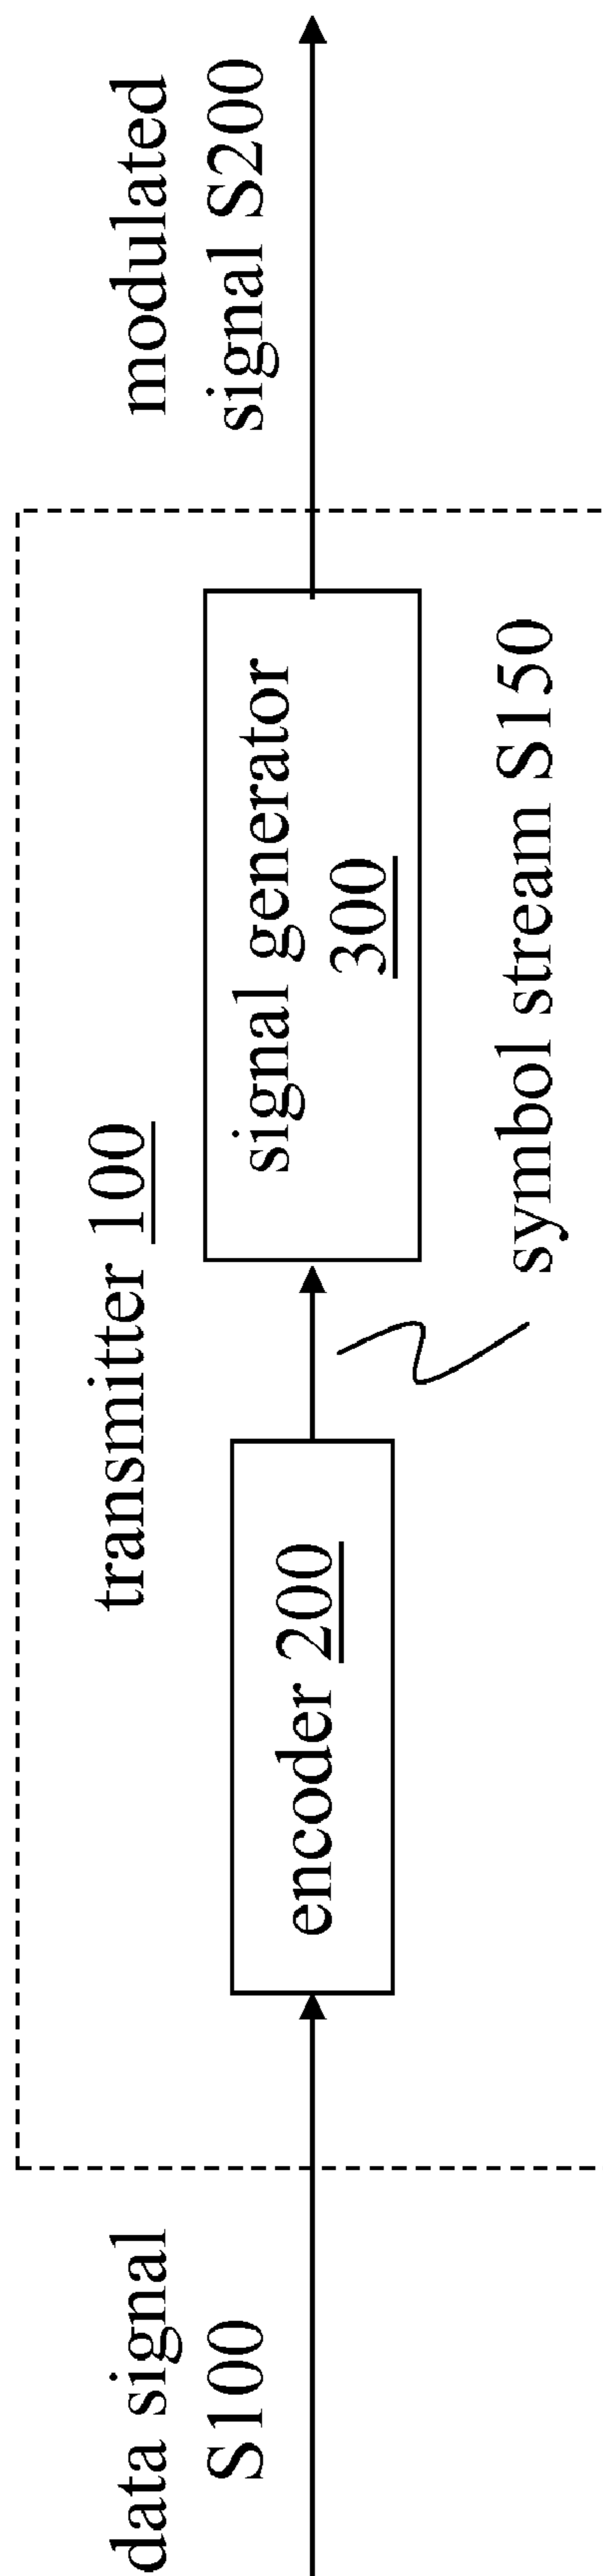 data signal
S100
transmitter 100
encoder 200
signal generator
300
symbol stream S150
modulated
signal S200